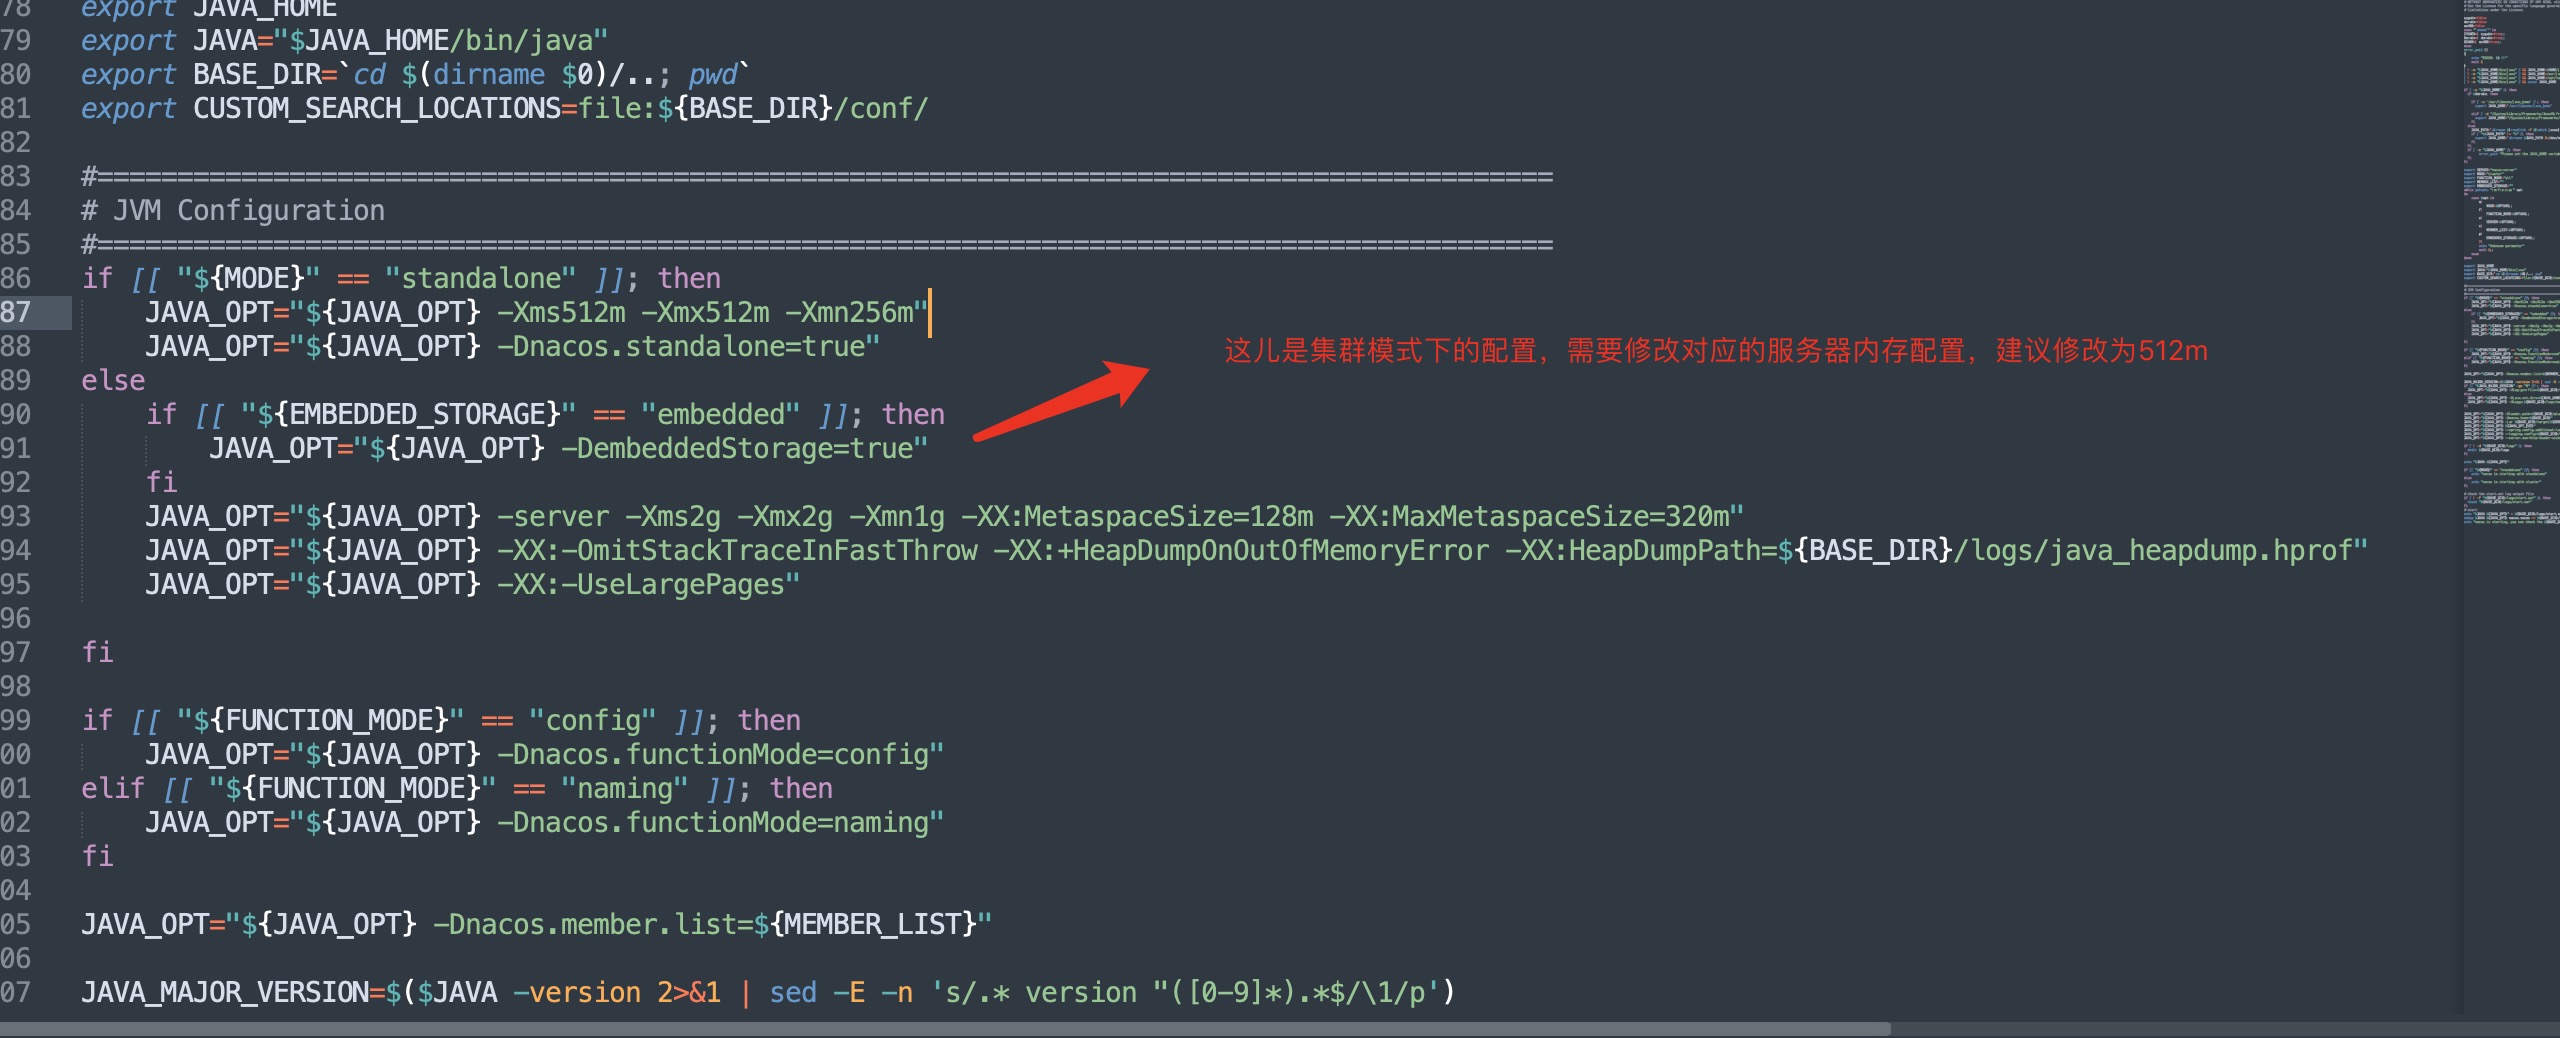 78 export JAVA_HOME
79 export JAVA="$JAVA_HOME/bin/java"
80 export BASE_DIR=`cd $(dirname $0)/..; pwd`
81 export CUSTOM_SEARCH_LOCATIONS=file:${BASE_DIR}/conf/
82
83 #===========================================================================================
84 # JVM Configuration
85 #===========================================================================================
86 if [[ "${MODE}" == "standalone" ]]; then
87 JAVA_OPT="${JAVA_OPT} -Xms512m -Xmx512m -Xmn256m"
88 JAVA_OPT="${JAVA_OPT} -Dnacos.standalone=true"
这儿是集群模式下的配置，需要修改对应的服务器内存配置，建议修改为512m
89 else
90 if [[ "${EMBEDDED_STORAGE}" == "embedded" ]]; then
91 JAVA_OPT="${JAVA_OPT} -DembeddedStorage=true"
92 fi
93 JAVA_OPT="${JAVA_OPT} -server -Xms2g -Xmx2g -Xmn1g -XX:MetaspaceSize=128m -XX:MaxMetaspaceSize=320m"
94 JAVA_OPT="${JAVA_OPT} -XX:-OmitStackTraceInFastThrow -XX:+HeapDumpOnOutOfMemoryError -XX:HeapDumpPath=${BASE_DIR}/logs/java_heapdump.hprof"
95 JAVA_OPT="${JAVA_OPT} -XX:-UseLargePages"
96
97 fi
98
99 if [[ "${FUNCTION_MODE}" == "config" ]]; then
00 JAVA_OPT="${JAVA_OPT} -Dnacos.functionMode=config"
01 elif [[ "${FUNCTION_MODE}" == "naming" ]]; then
02 JAVA_OPT="${JAVA_OPT} -Dnacos.functionMode=naming"
03 fi
04
05 JAVA_OPT="${JAVA_OPT} -Dnacos.member.list=${MEMBER_LIST}"
06
07 JAVA_MAJOR_VERSION=$($JAVA -version 2>&1 | sed -E -n 's/.* version "([0-9]*).*$/\1/p')